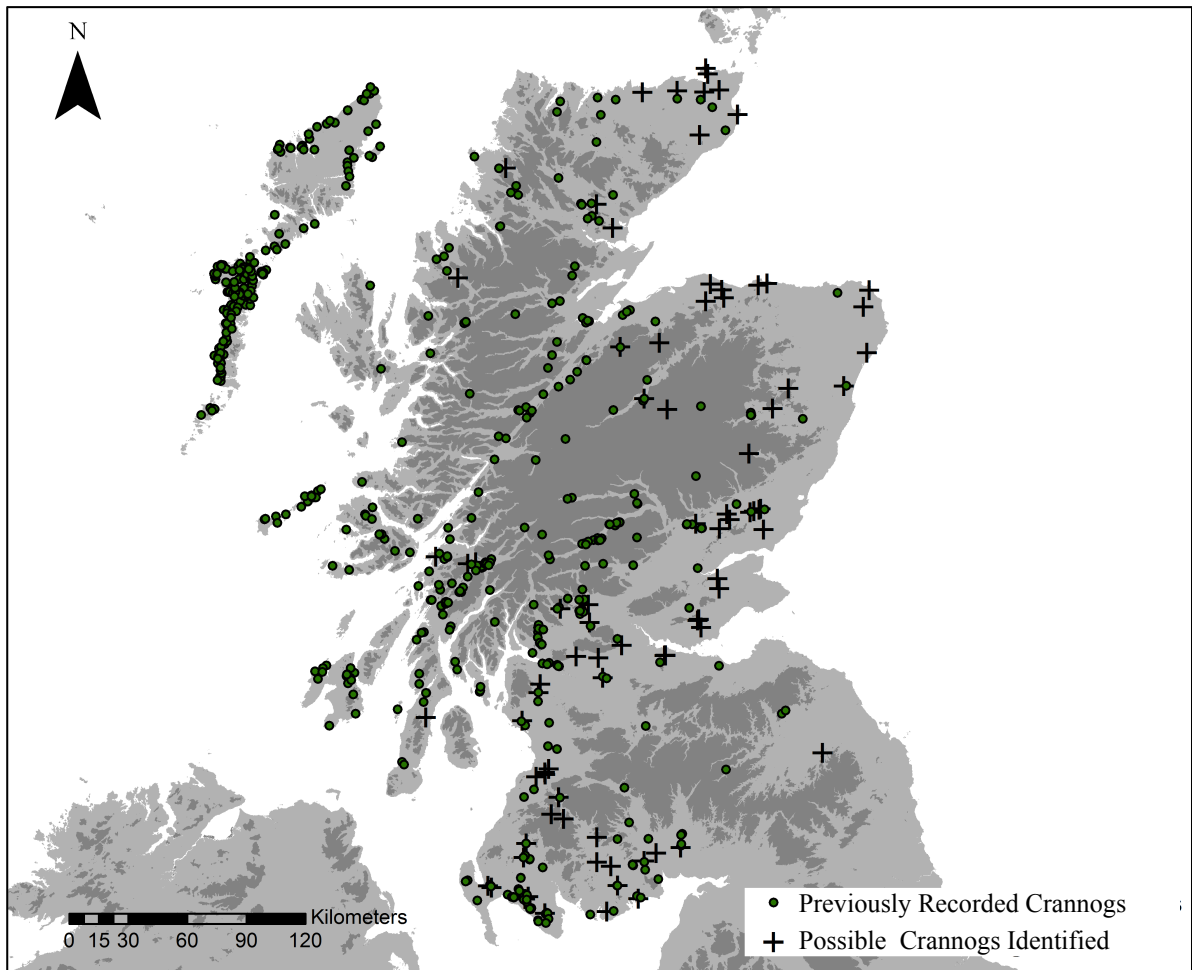 N
Kilometers
0 15 30 60 90 120
Previously Recorded Crannogs
s
Possible Crannogs Identified